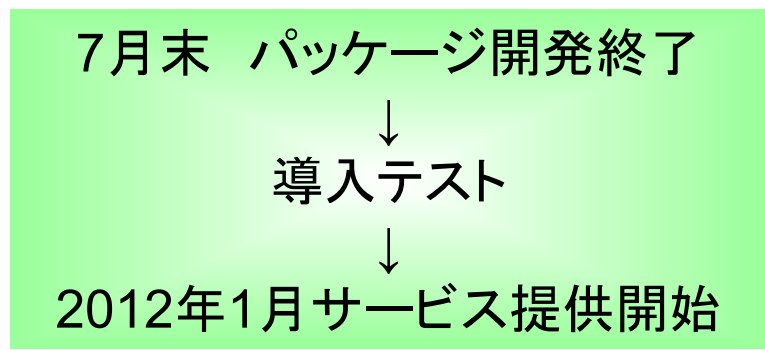 7月末　パッケージ開発終了
↓
導入テスト
↓
2012年1月サービス提供開始